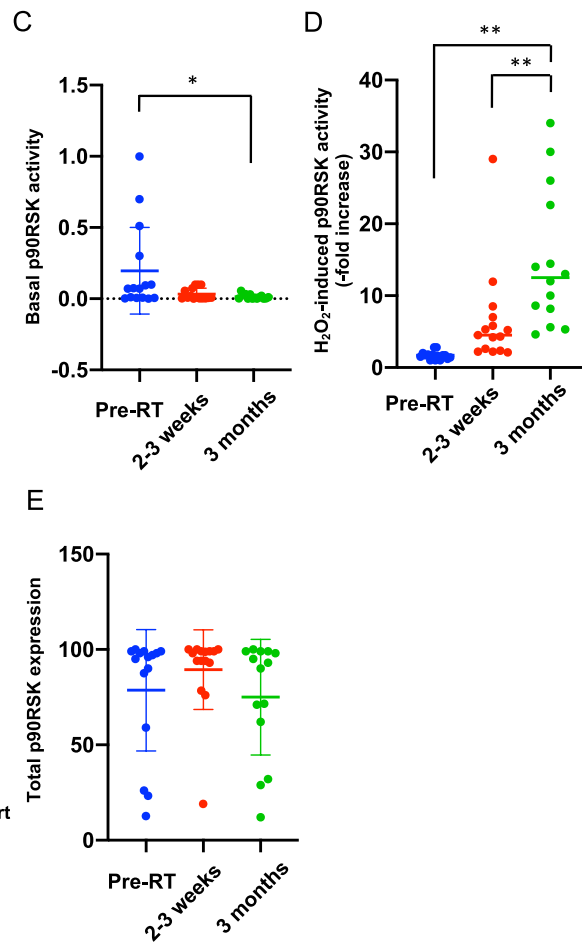 C
Basal p90RSK activity
1.5
1.0
0.5
0.0
-0.5
*
Pre-RT
2-3 weeks
3 months
D
H₂O₂-induced p90RSK activity
(-fold increase)
40
30
20
10
0
**
**
Pre-RT
2-3 weeks
3 months
E
Total p90RSK expression
150
100
50
0
Pre-RT
2-3 weeks
3 months
rt